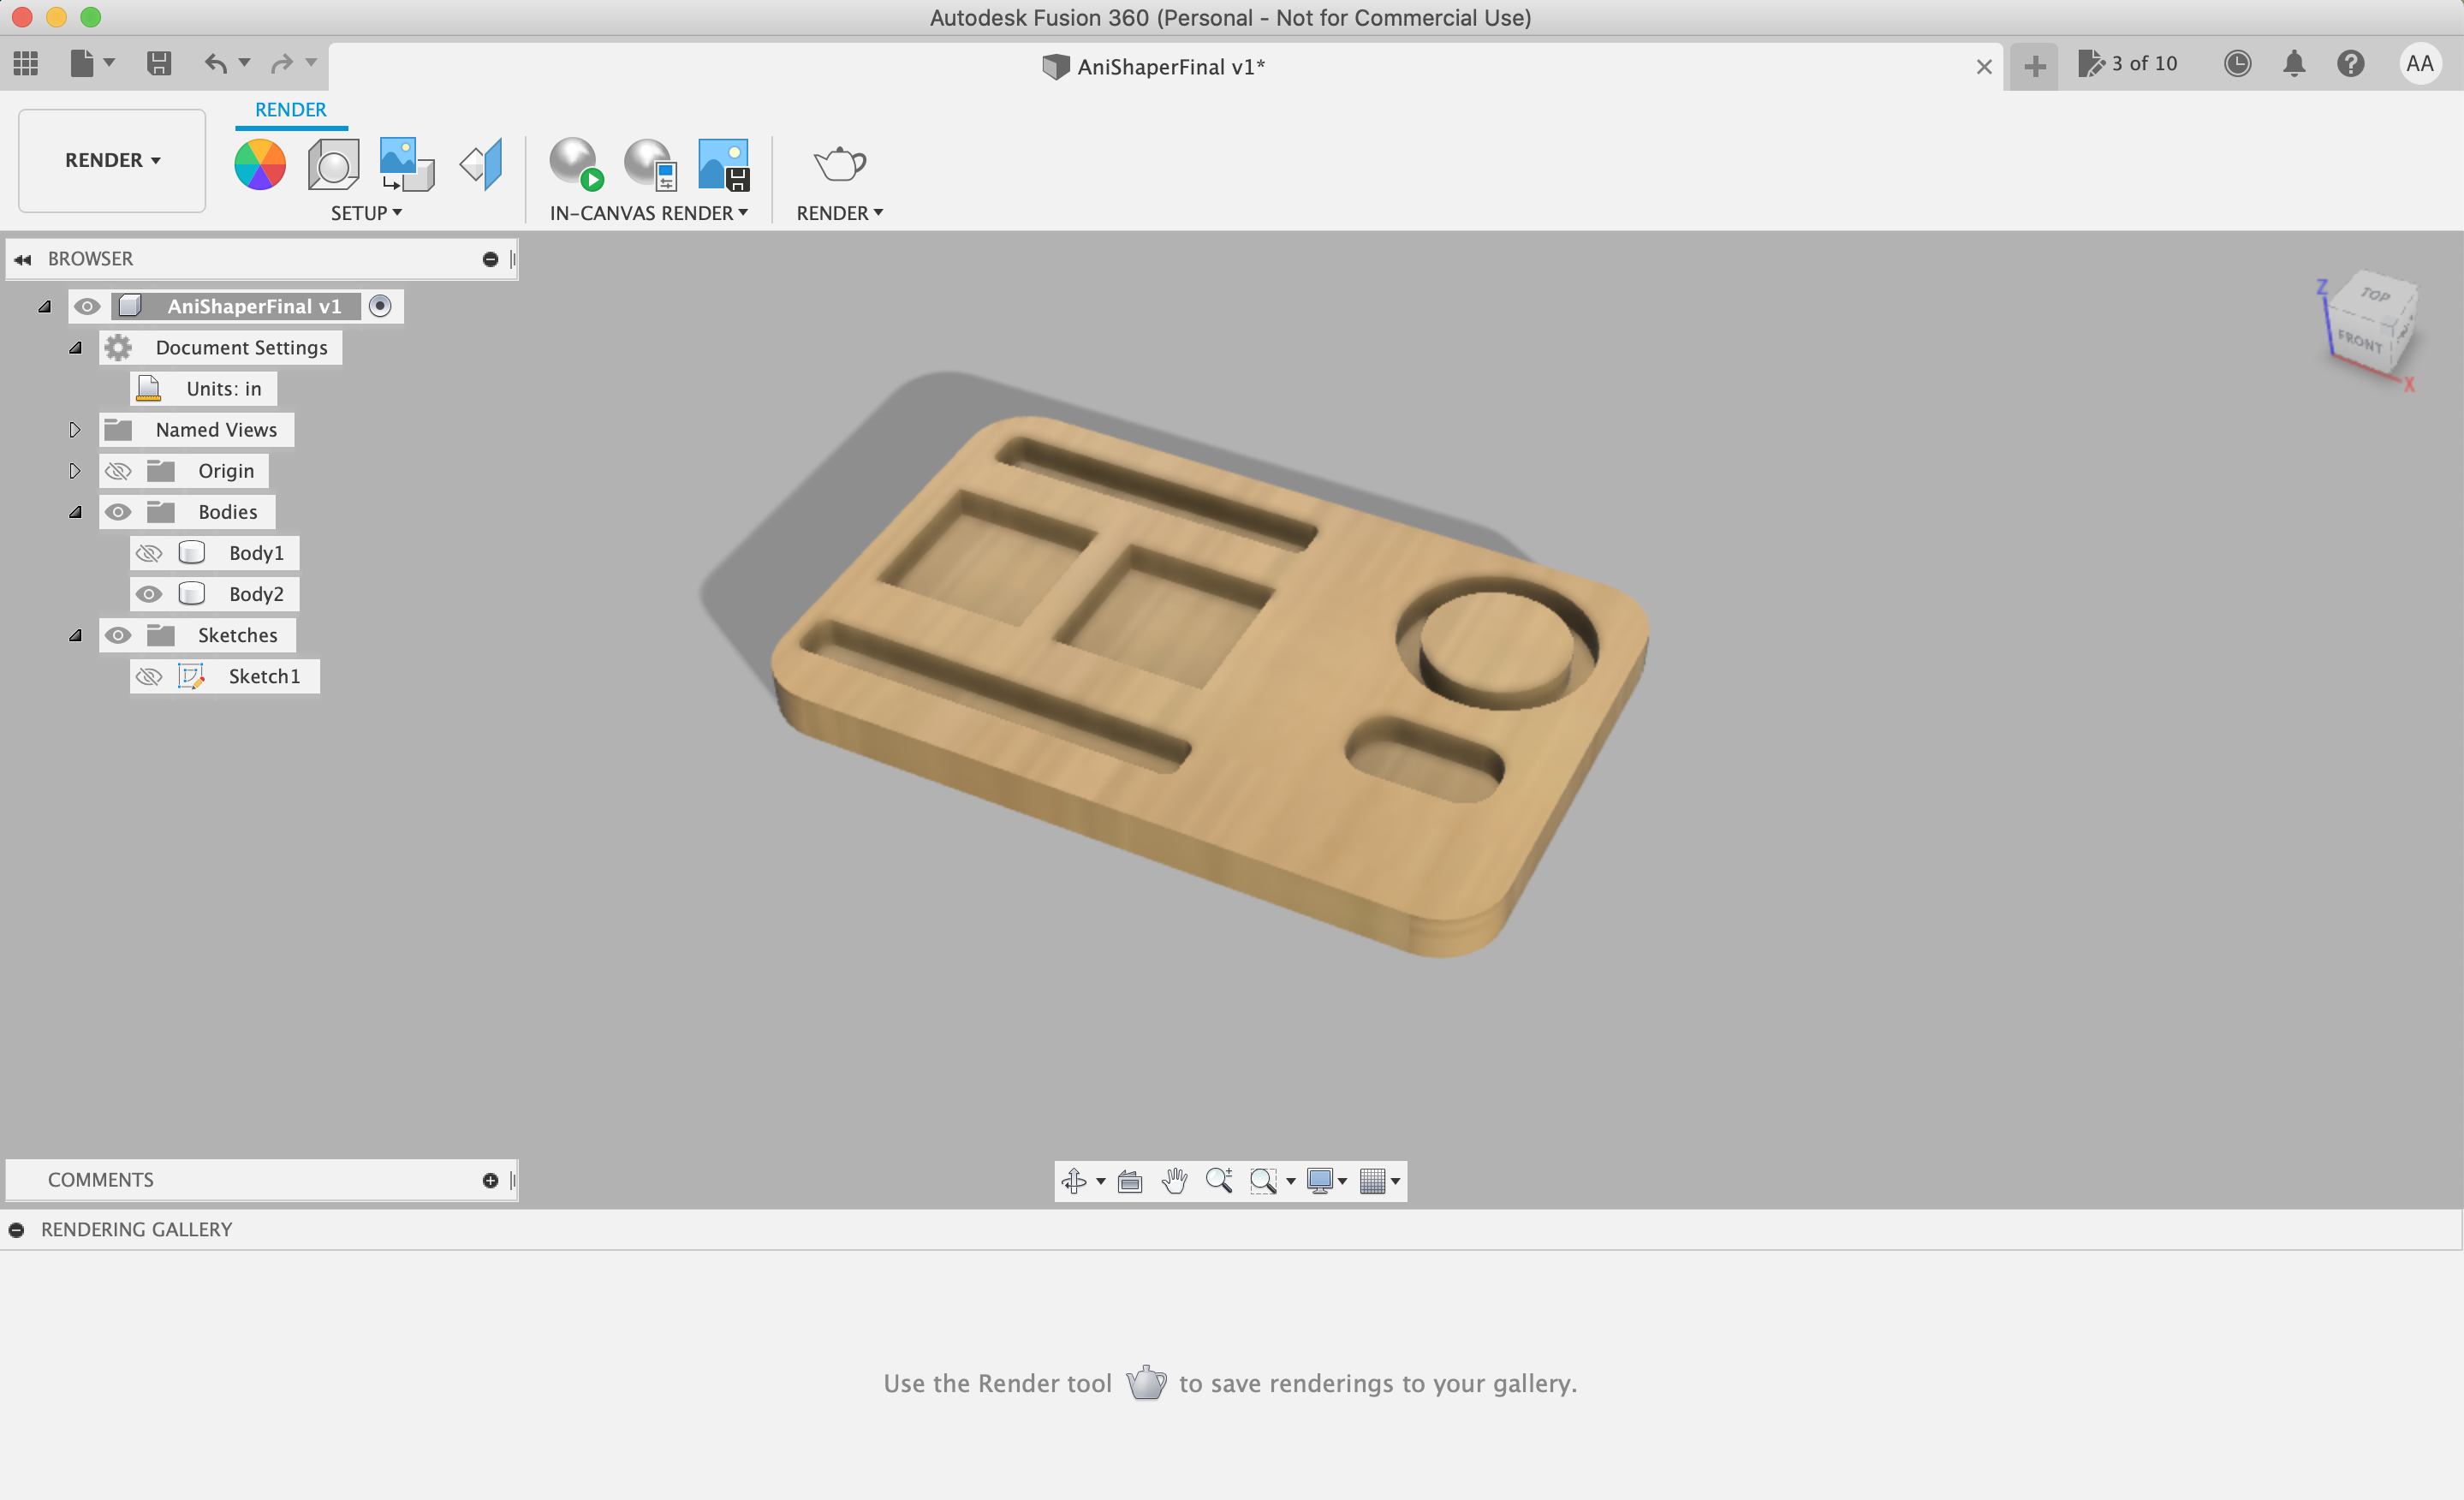 Autodesk Fusion 360 (Personal - Not for Commercial Use)
AniShaperFinal v1*
3 of 10
AA
RENDER
RENDER
SETUP
IN-CANVAS RENDER
RENDER
BROWSER
AniShaperFinal v1
Document Settings
Units: in
Named Views
Origin
Bodies
Body1
Body2
Sketches
Sketch1
Z
TOP
FRONT
X
COMMENTS
RENDERING GALLERY
Use the Render tool to save renderings to your gallery.